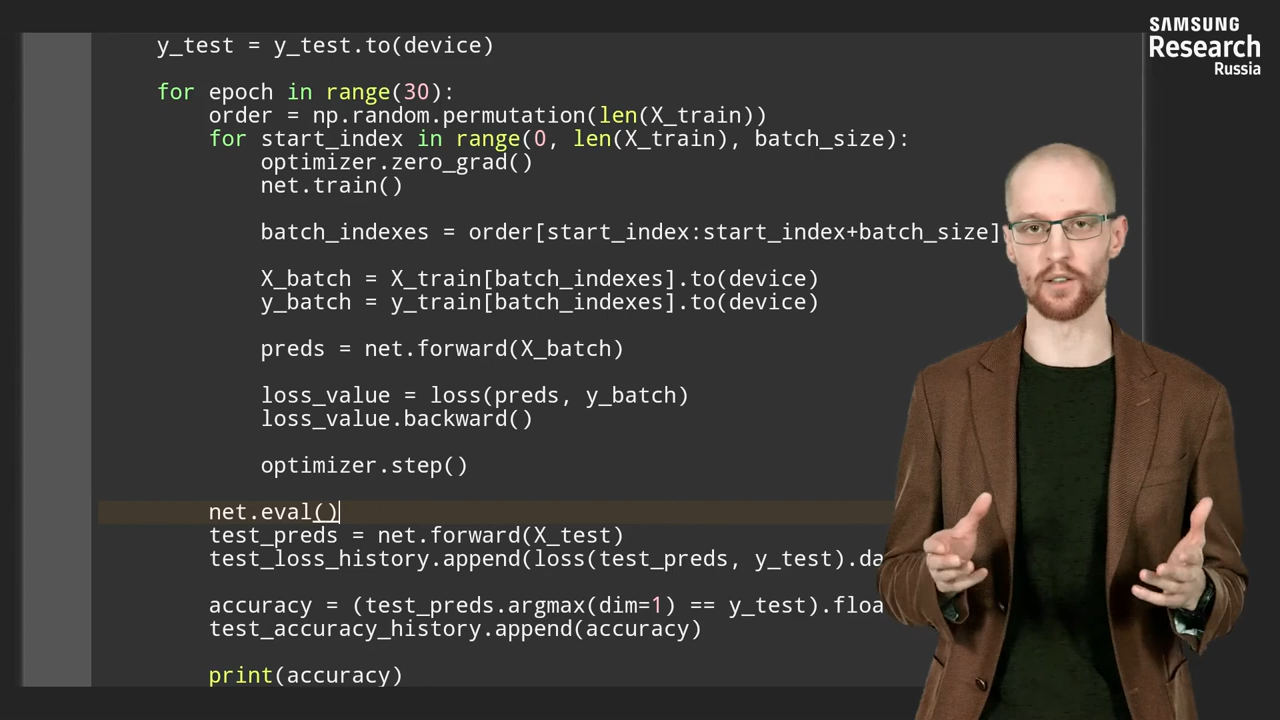 SAMSUNG
Research
Russia
y_test = y_test.to(device)
for epoch in range(30):
order = np.random.permutation(len(X_train))
for start_index in range(0, len(X_train), batch_size):
optimizer.zero_grad()
net.train()
batch_indexes = order[start_index:start_index+batch_size]
X_batch = X_train[batch_indexes].to(device)
y_batch = y_train[batch_indexes].to(device)
preds = net.forward(X_batch)
loss_value = loss(preds, y_batch)
loss_value.backward()
optimizer.step()
net.eval()
test_preds = net.forward(X_test)
test_loss_history.append(loss(test_preds, y_test).da
accuracy = (test_preds.argmax(dim=1) == y_test).floa
test_accuracy_history.append(accuracy)
print(accuracy)